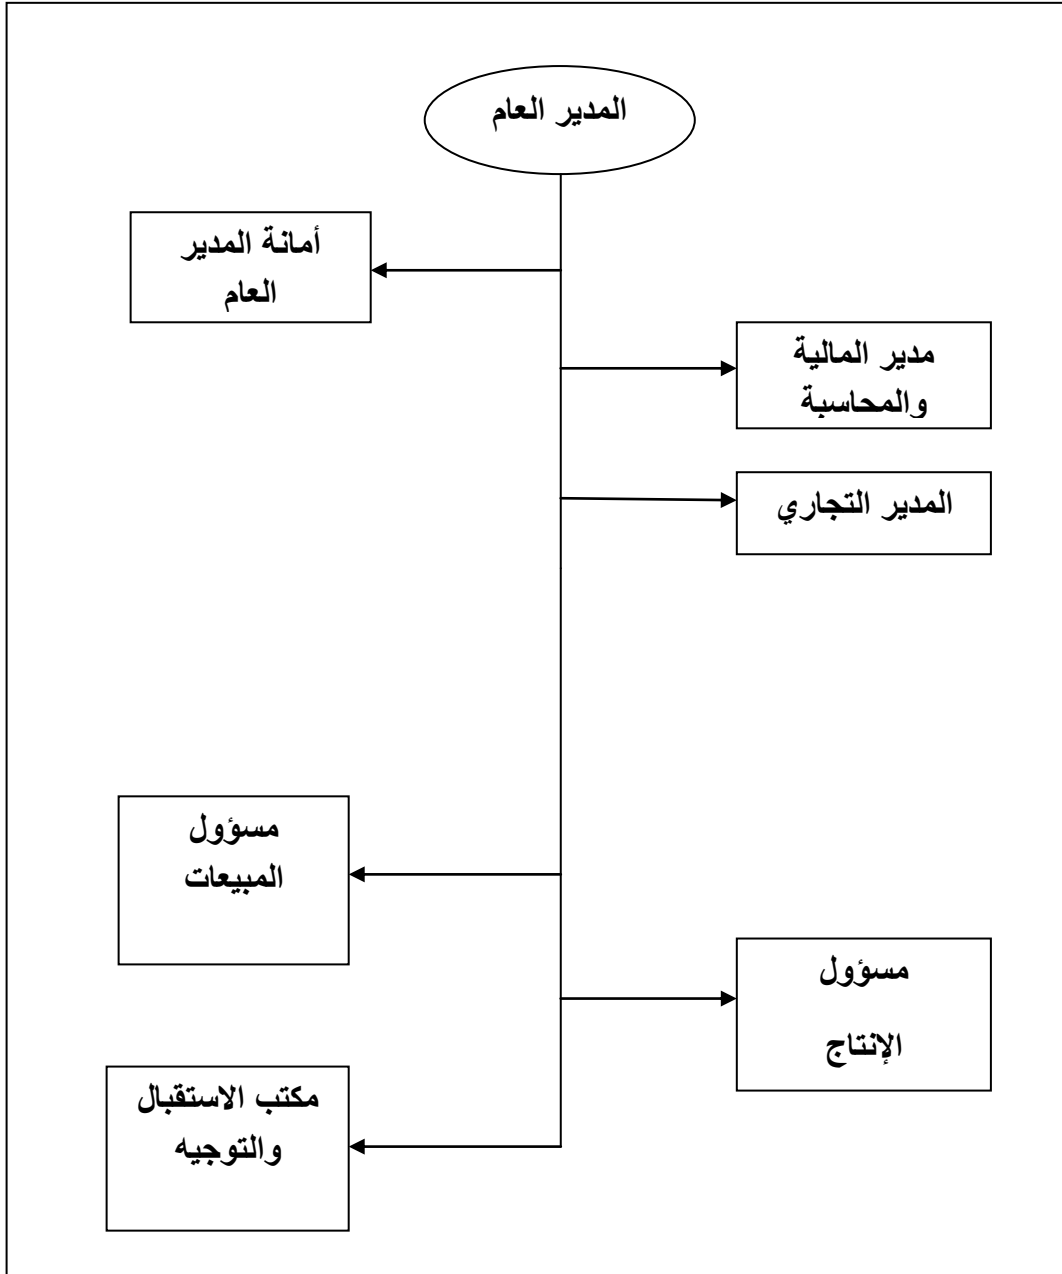 المدير العام
أمانة المدير
العام
مدير المالية
والمحاسبة
المدير التجاري
مسؤول
المبيعات
مسؤول
الإنتاج
مكتب الاستقبال
والتوجيه